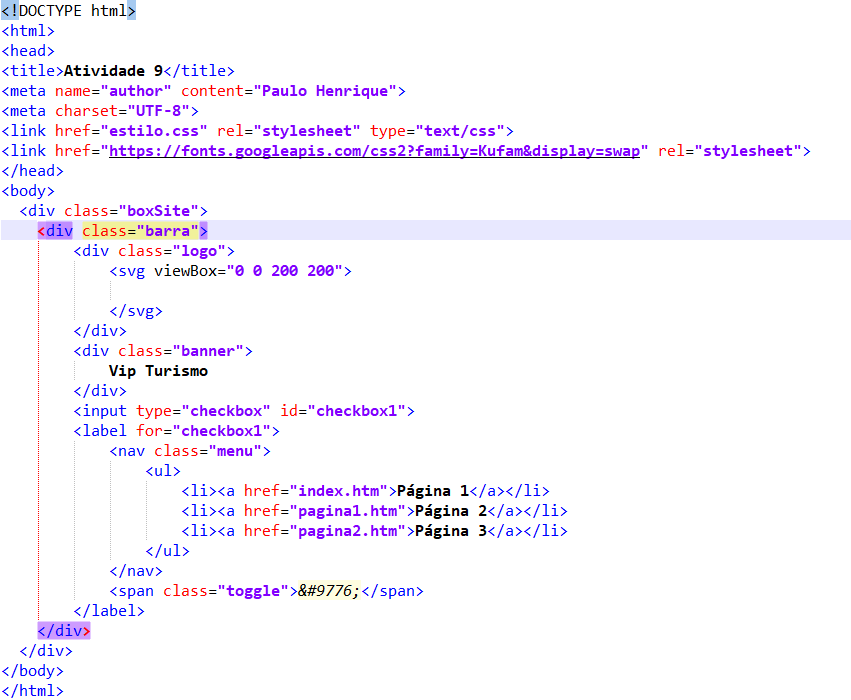 <!DOCTYPE html>
<html>
<head>
<title>Atividade 9</title>
<meta name="author" content="Paulo Henrique">
<meta charset="UTF-8">
<link href="estilo.css" rel="stylesheet" type="text/css">
<link href="https://fonts.googleapis.com/css2?family=Kufam&display=swap" rel="stylesheet">
</head>
<body>
  <div class="boxSite">
    <div class="barra">
        <div class="logo">
            <svg viewBox="0 0 200 200">

            </svg>
        </div>
        <div class="banner">
            Vip Turismo
        </div>
        <input type="checkbox" id="checkbox1">
        <label for="checkbox1">
            <nav class="menu">
                <ul>
                    <li><a href="index.htm">Página 1</a></li>
                    <li><a href="pagina1.htm">Página 2</a></li>
                    <li><a href="pagina2.htm">Página 3</a></li>
                </ul>
            </nav>
            <span class="toggle">&#9776;</span>
        </label>
    </div>
  </div>
</body>
</html>